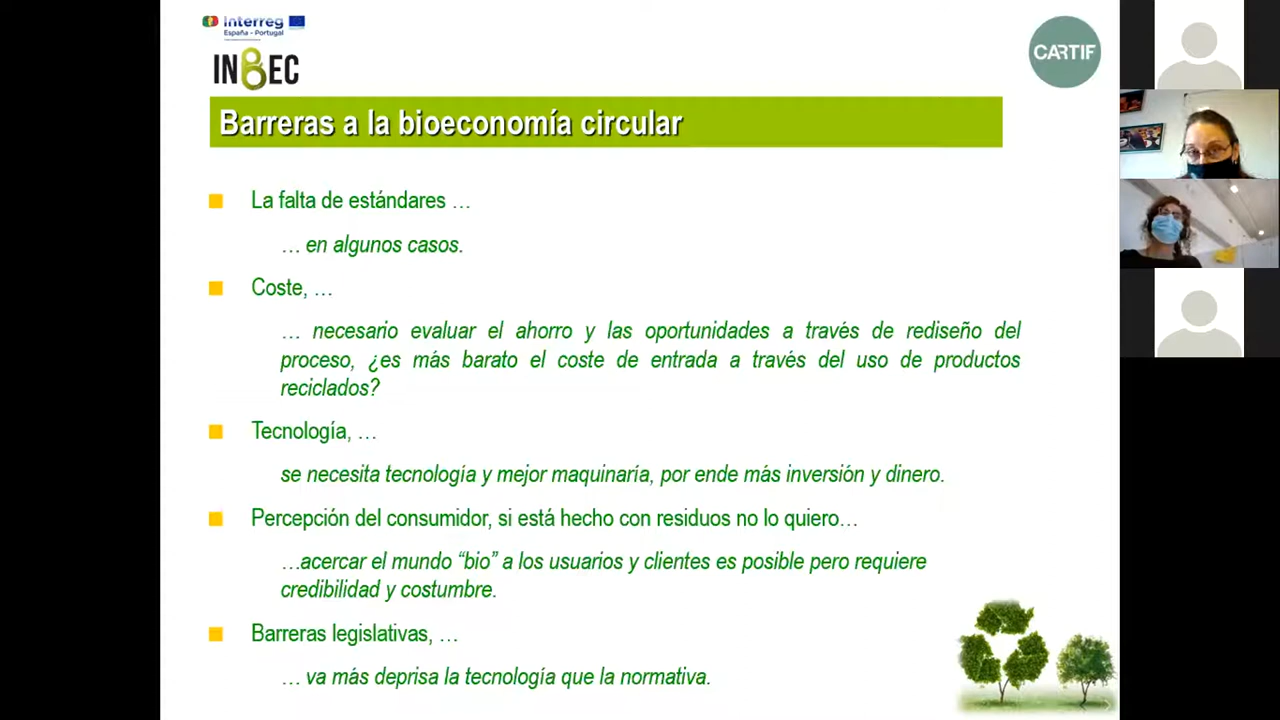 Interreg
España - Portugal
INBEC
CARTIF
Barreras a la bioeconomía circular
La falta de estándares …
… en algunos casos.
Coste, …
… necesario evaluar el ahorro y las oportunidades a través de rediseño del
proceso, ¿es más barato el coste de entrada a través del uso de productos
reciclados?
Tecnología, …
se necesita tecnología y mejor maquinaría, por ende más inversión y dinero.
Percepción del consumidor, si está hecho con residuos no lo quiero…
…acercar el mundo “bio” a los usuarios y clientes es posible pero requiere
credibilidad y costumbre.
Barreras legislativas, …
… va más deprisa la tecnología que la normativa.